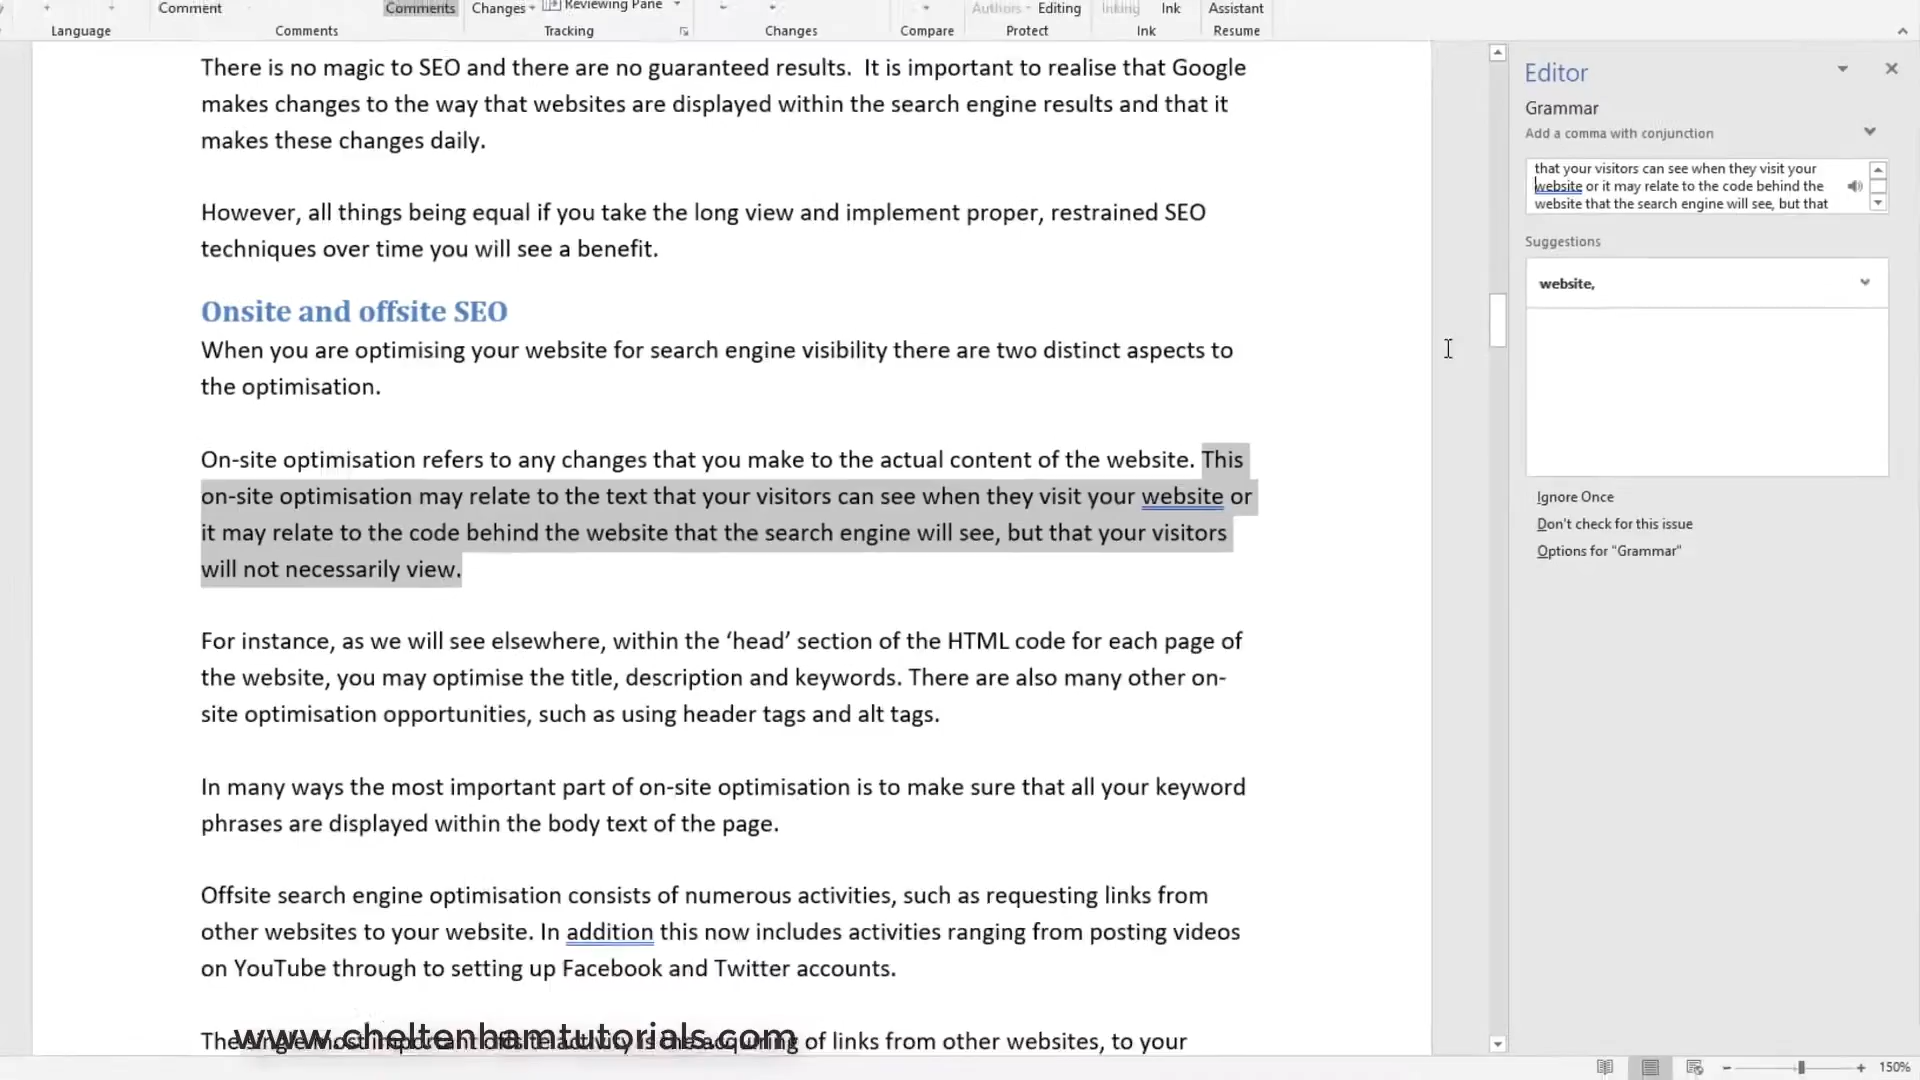 Comment
Comments
Changes
Reviewing Pane
Authors
Editing
Inking
Ink
Assistant
Language
Comments
Tracking
Changes
Compare
Protect
Ink
Resume
There is no magic to SEO and there are no guaranteed results.  It is important to realise that Google
makes changes to the way that websites are displayed within the search engine results and that it
makes these changes daily.
However, all things being equal if you take the long view and implement proper, restrained SEO
techniques over time you will see a benefit.
Onsite and offsite SEO
When you are optimising your website for search engine visibility there are two distinct aspects to
the optimisation.
On-site optimisation refers to any changes that you make to the actual content of the website. This
on-site optimisation may relate to the text that your visitors can see when they visit your website or
it may relate to the code behind the website that the search engine will see, but that your visitors
will not necessarily view.
For instance, as we will see elsewhere, within the ‘head’ section of the HTML code for each page of
the website, you may optimise the title, description and keywords. There are also many other on-
site optimisation opportunities, such as using header tags and alt tags.
In many ways the most important part of on-site optimisation is to make sure that all your keyword
phrases are displayed within the body text of the page.
Offsite search engine optimisation consists of numerous activities, such as requesting links from
other websites to your website. In addition this now includes activities ranging from posting videos
on YouTube through to setting up Facebook and Twitter accounts.
The single most important offsite activity is the acquiring of links from other websites, to your
www.cheltenhamtutorials.com
Editor
Grammar
Add a comma with conjunction
that your visitors can see when they visit your
website or it may relate to the code behind the
website that the search engine will see, but that
Suggestions
website,
Ignore Once
Don't check for this issue
Options for "Grammar"
150%